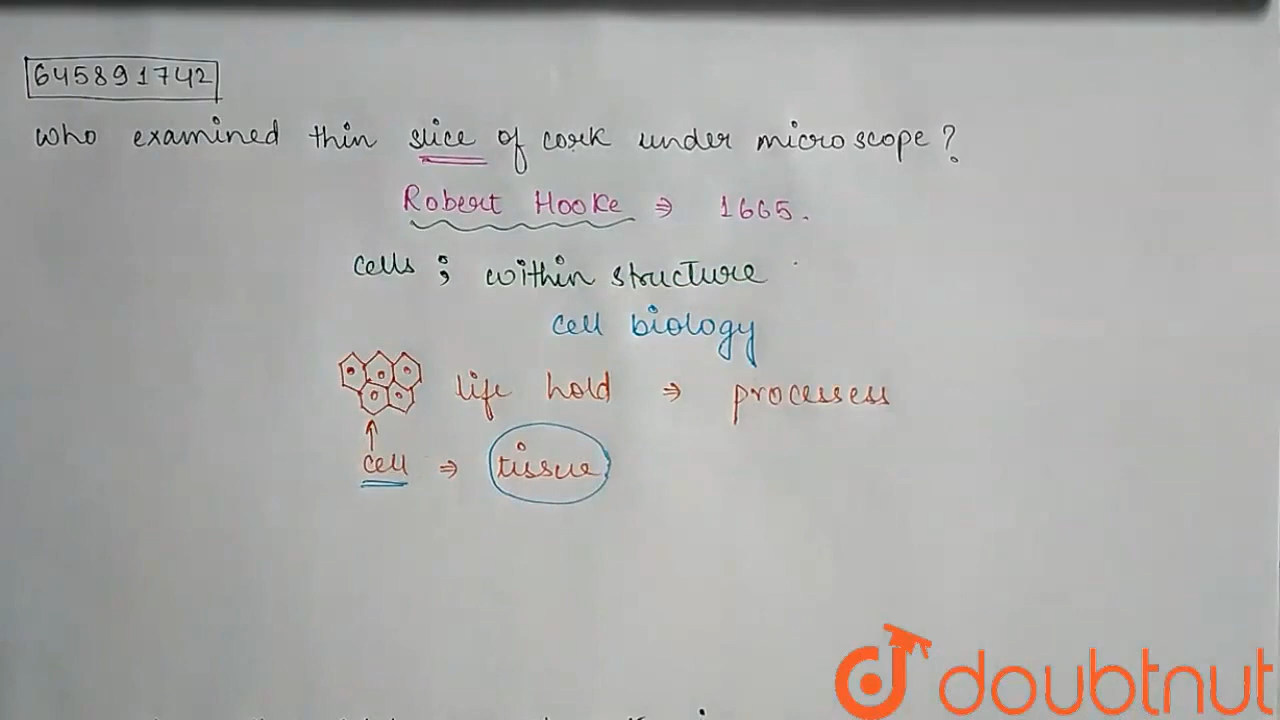 645891742
who examined thin slice of cork under microscope?
Robert Hooke ⇒ 1665.
cells ; within structure
cell biology
life hold ⇒ processess
cell ⇒ tissue
doubtnut